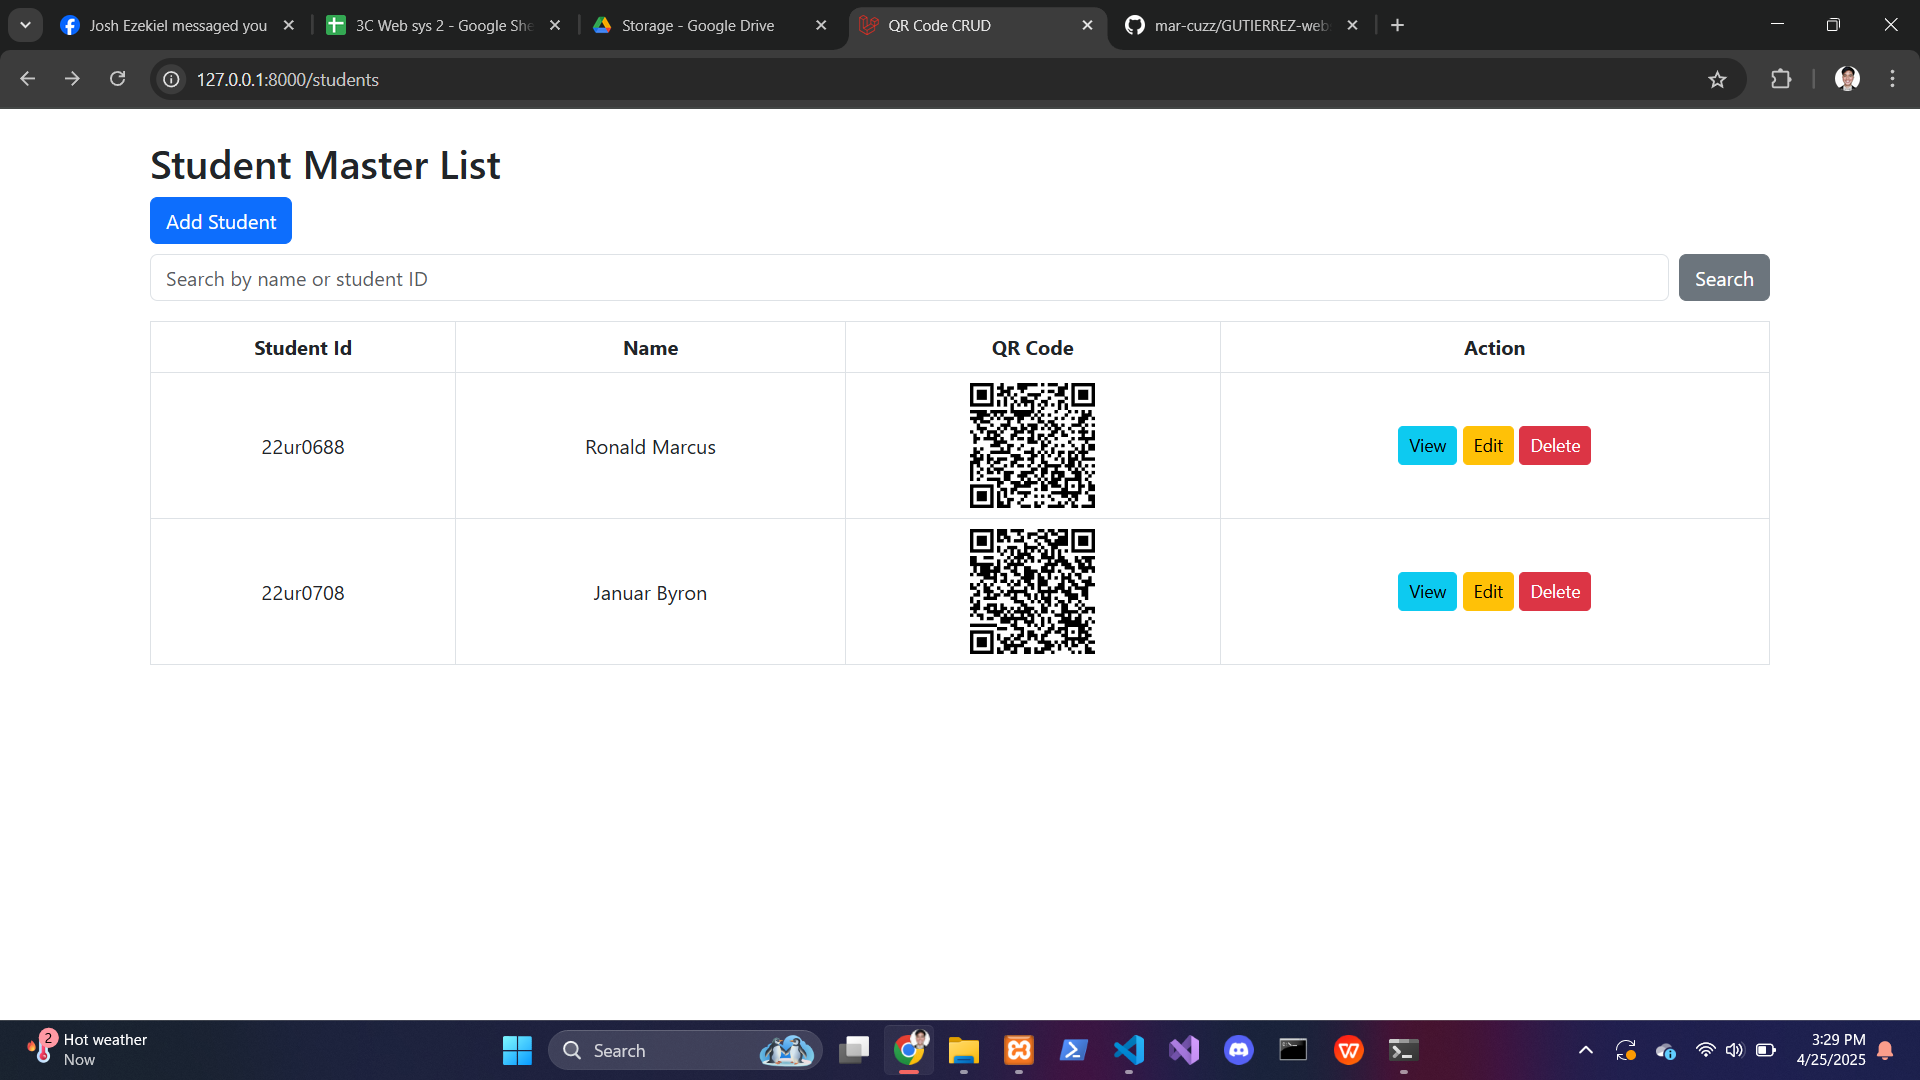 Josh Ezekiel messaged you
3C Web sys 2 - Google She
Storage - Google Drive
QR Code CRUD
mar-cuzz/GUTIERREZ-web
127.0.0.1:8000/students
Student Master List
Add Student
Search by name or student ID
Search
Student Id Name QR Code Action
22ur0688 Ronald Marcus View Edit Delete
22ur0708 Januar Byron View Edit Delete
2
Hot weather
Now
Search
3:29 PM
4/25/2025